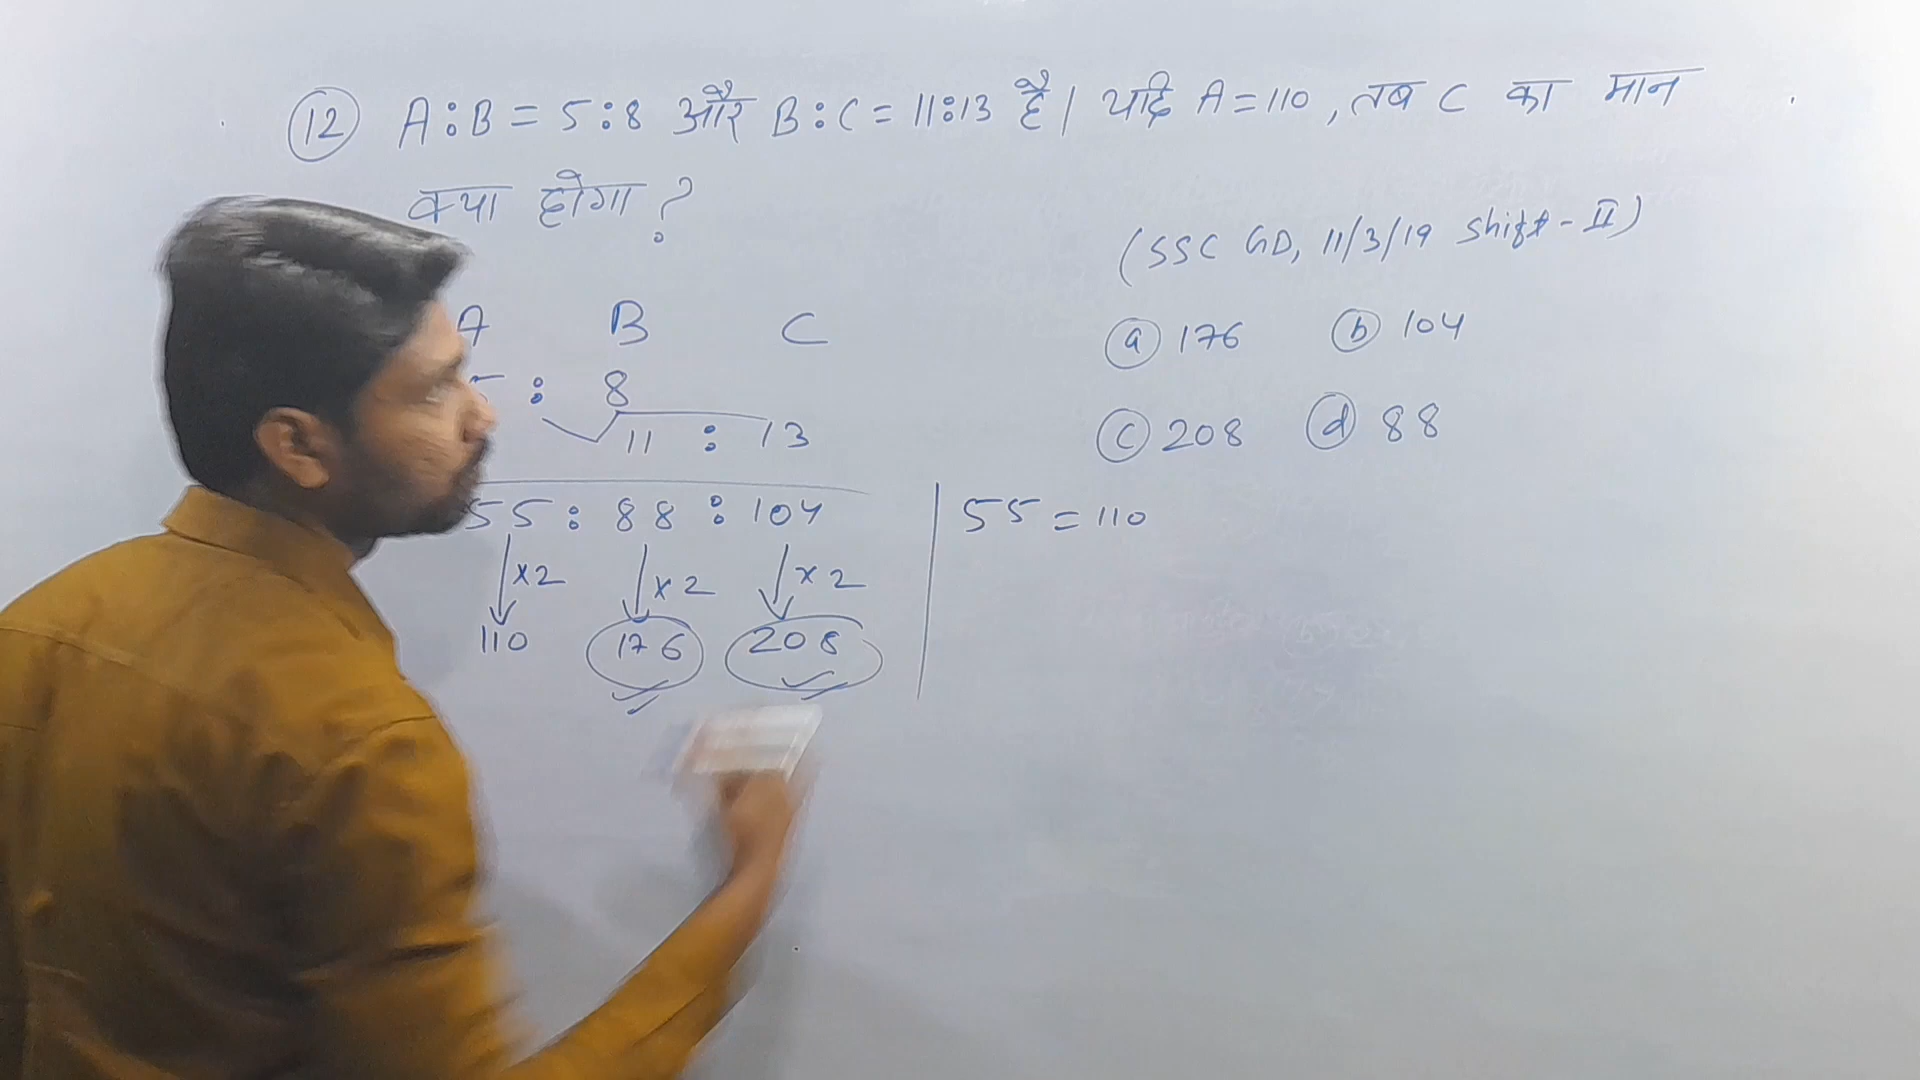 12 A:B = 5:8 और B:C = 11:13 है। यदि A=110, तब C का मान
क्या होगा?
(SSC GD, 11/3/19 Shift-II)
A B C
5 : 8
11 : 13
55 : 88 : 104
×2 ×2 ×2
110 176 208
a 176 b 104
c 208 d 88
55 = 110